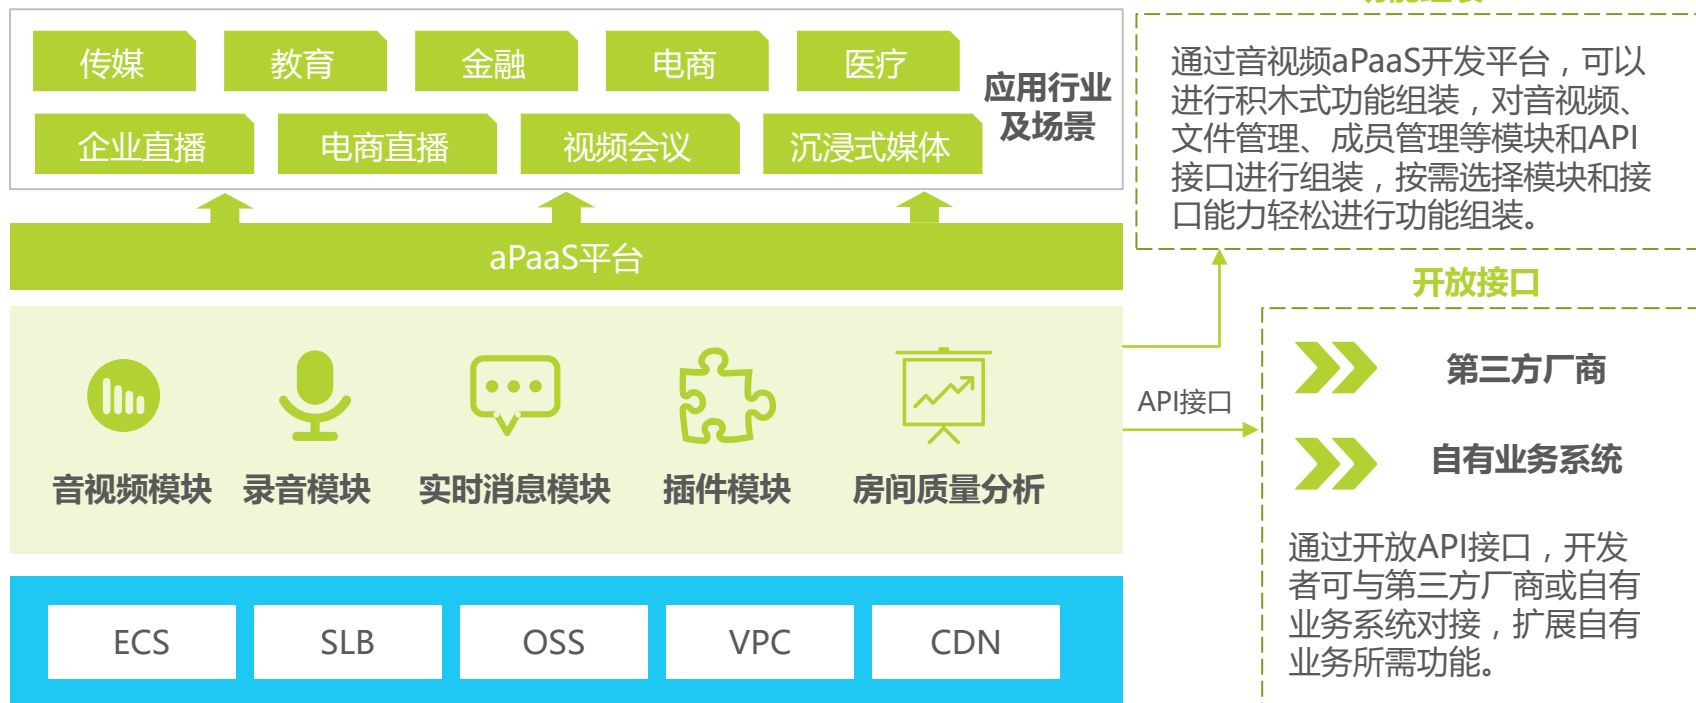 传媒
教育
金融
电商
医疗
应用行业
及场景
企业直播
电商直播
视频会议
沉浸式媒体
aPaaS平台
音视频模块
录音模块
实时消息模块
插件模块
房间质量分析
ECS
SLB
OSS
VPC
CDN
通过音视频aPaaS开发平台，可以
进行积木式功能组装，对音视频、
文件管理、成员管理等模块和API
接口进行组装，按需选择模块和接
口能力轻松进行功能组装。
API接口
开放接口
第三方厂商
自有业务系统
通过开放API接口，开发
者可与第三方厂商或自有
业务系统对接，扩展自有
业务所需功能。